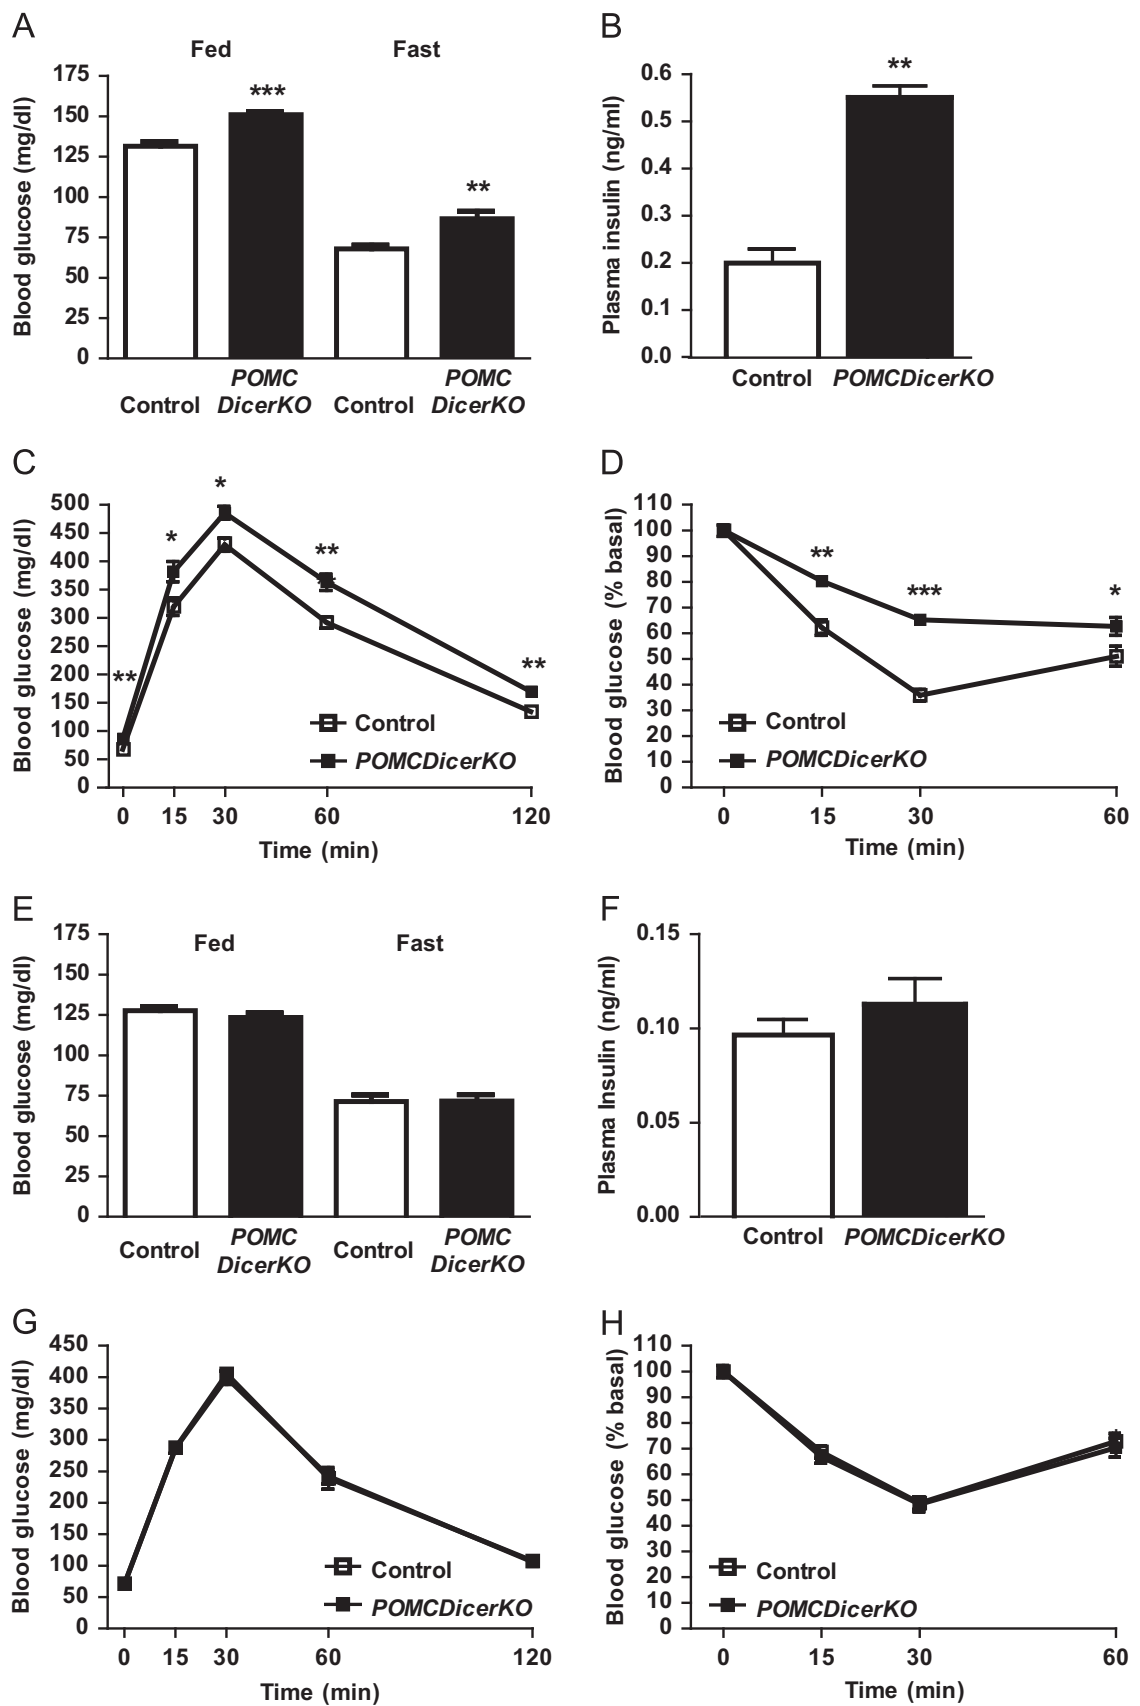 A
Fed
Fast
Blood glucose (mg/dl)
175
150
125
100
75
50
25
0
***
**
Control
POMC
DicerKO
Control
POMC
DicerKO
B
Plasma insulin (ng/ml)
0.6
0.5
0.4
0.3
0.2
0.1
0.0
**
Control
POMCDicerKO
C
Blood glucose (mg/dl)
500
450
400
350
300
250
200
150
100
50
0
**
*
*
**
**
Control
POMCDicerKO
0 15 30 60 120
Time (min)
D
Blood glucose (% basal)
110
100
90
80
70
60
50
40
30
20
10
0
**
***
*
Control
POMCDicerKO
0 15 30 60
Time (min)
E
Fed
Fast
Blood glucose (mg/dl)
175
150
125
100
75
50
25
0
Control
POMC
DicerKO
Control
POMC
DicerKO
F
Plasma Insulin (ng/ml)
0.15
0.10
0.05
0.00
Control
POMCDicerKO
G
Blood glucose (mg/dl)
450
400
350
300
250
200
150
100
50
0
Control
POMCDicerKO
0 15 30 60 120
Time (min)
H
Blood glucose (% basal)
110
100
90
80
70
60
50
40
30
20
10
0
Control
POMCDicerKO
0 15 30 60
Time (min)